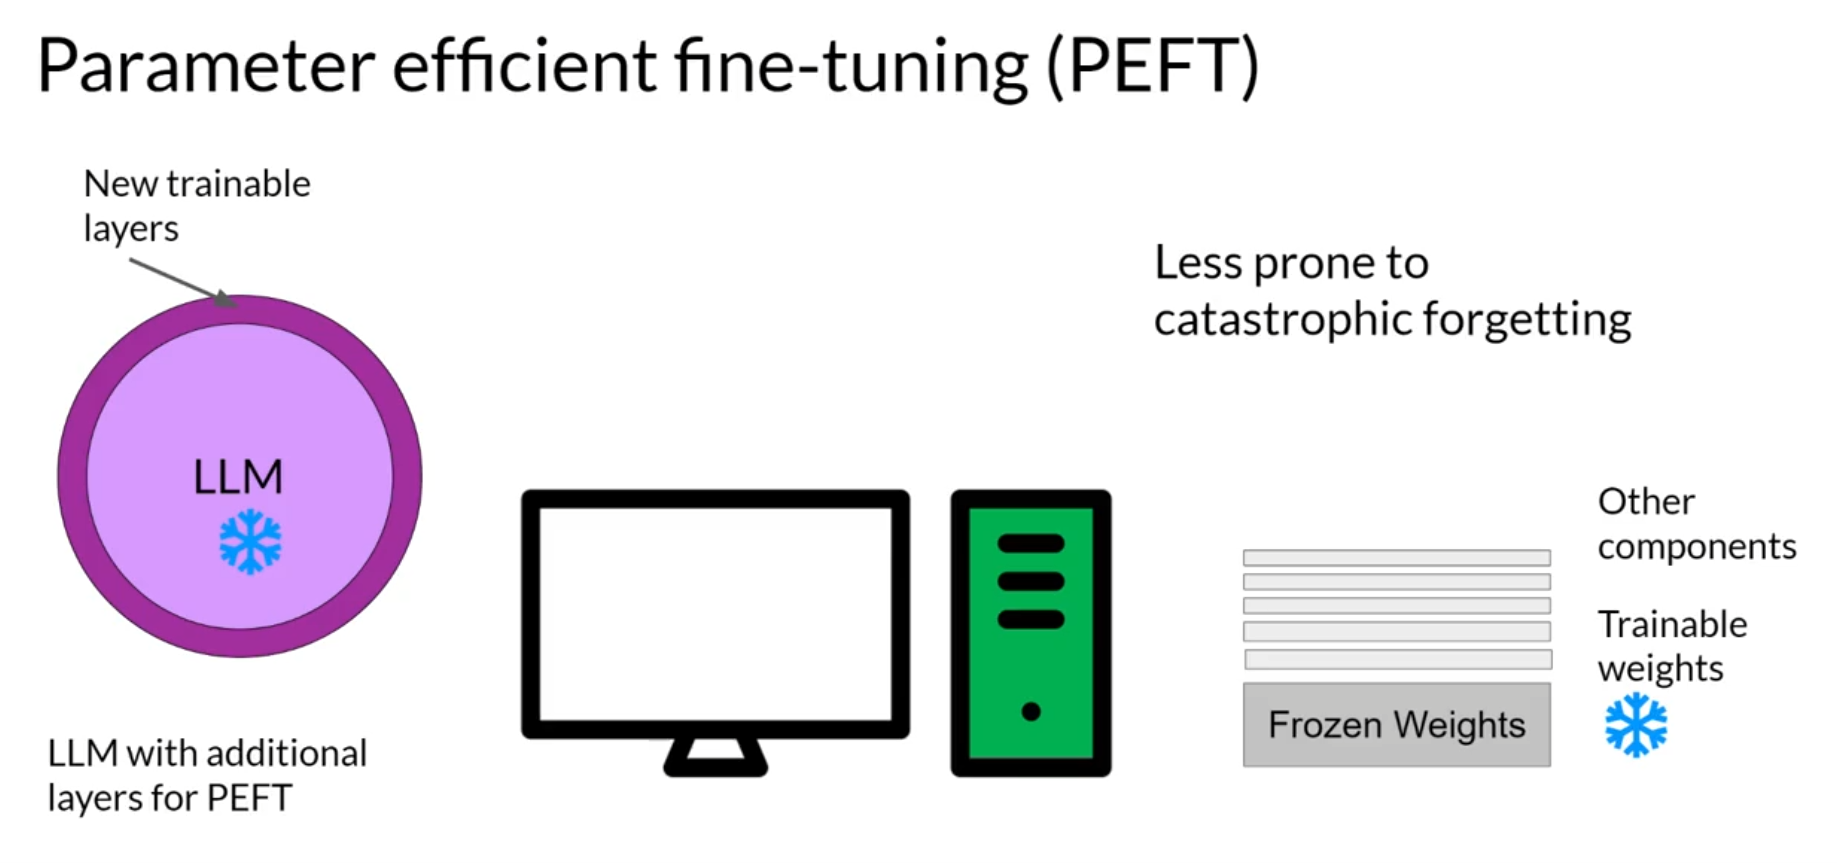 Parameter efficient fine-tuning (PEFT)
New trainable
layers
LLM
LLM with additional
layers for PEFT
Less prone to
catastrophic forgetting
Other
components
Trainable
weights
Frozen Weights